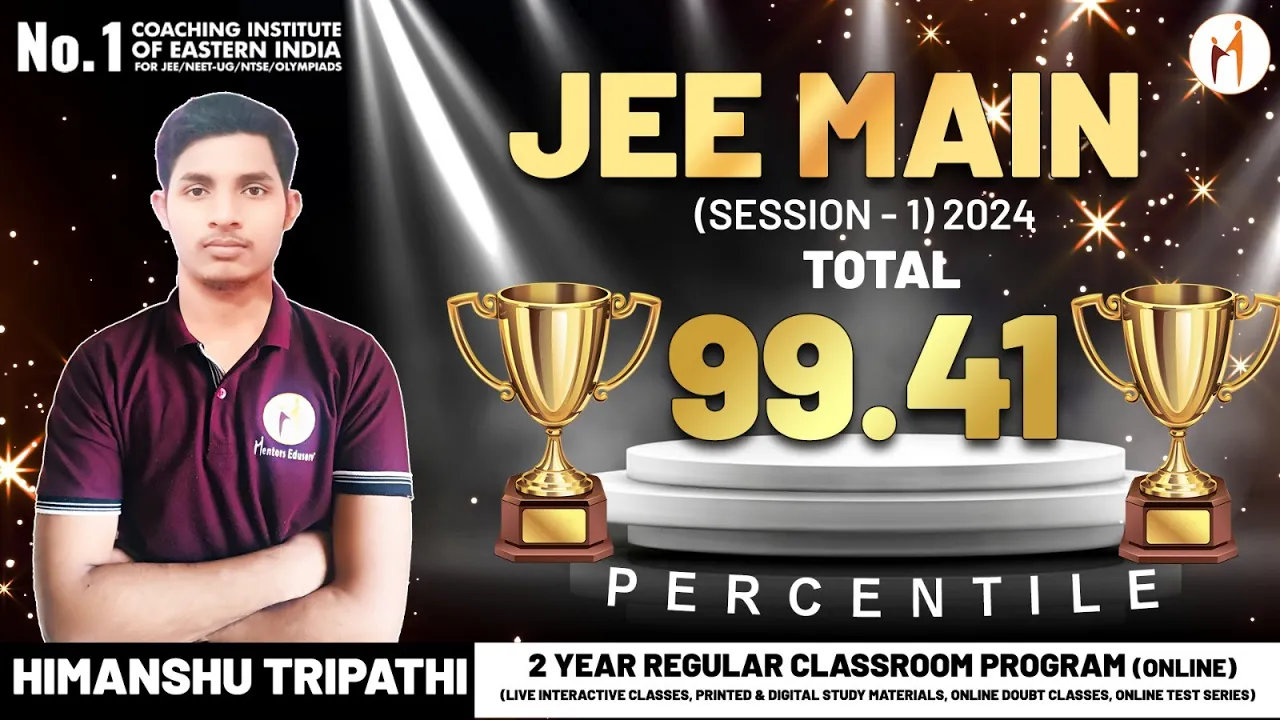 No.1 COACHING INSTITUTE
OF EASTERN INDIA
FOR JEE/NEET-UG/NTSE/OLYMPIADS
JEE MAIN
(SESSION - 1) 2024
TOTAL
99.41
PERCENTILE
Mentors Eduserv
HIMANSHU TRIPATHI
2 YEAR REGULAR CLASSROOM PROGRAM (ONLINE)
(LIVE INTERACTIVE CLASSES, PRINTED & DIGITAL STUDY MATERIALS, ONLINE DOUBT CLASSES, ONLINE TEST SERIES)